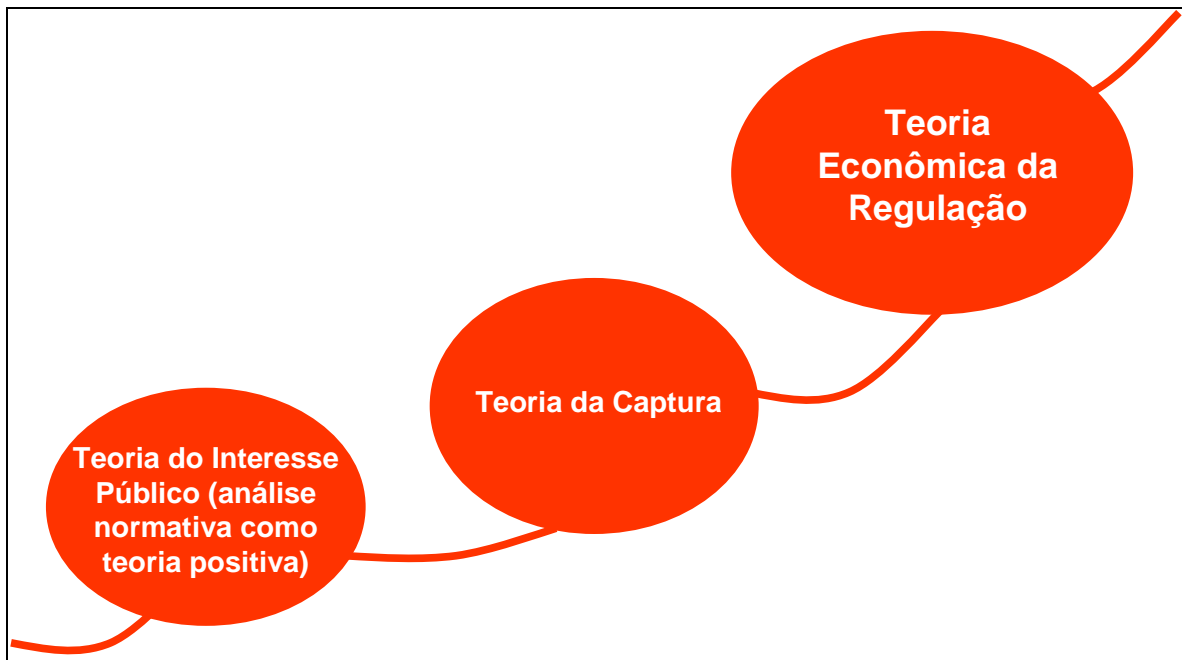 Teoria
Econômica da
Regulação
Teoria da Captura
Teoria do Interesse
Público (análise
normativa como
teoria positiva)